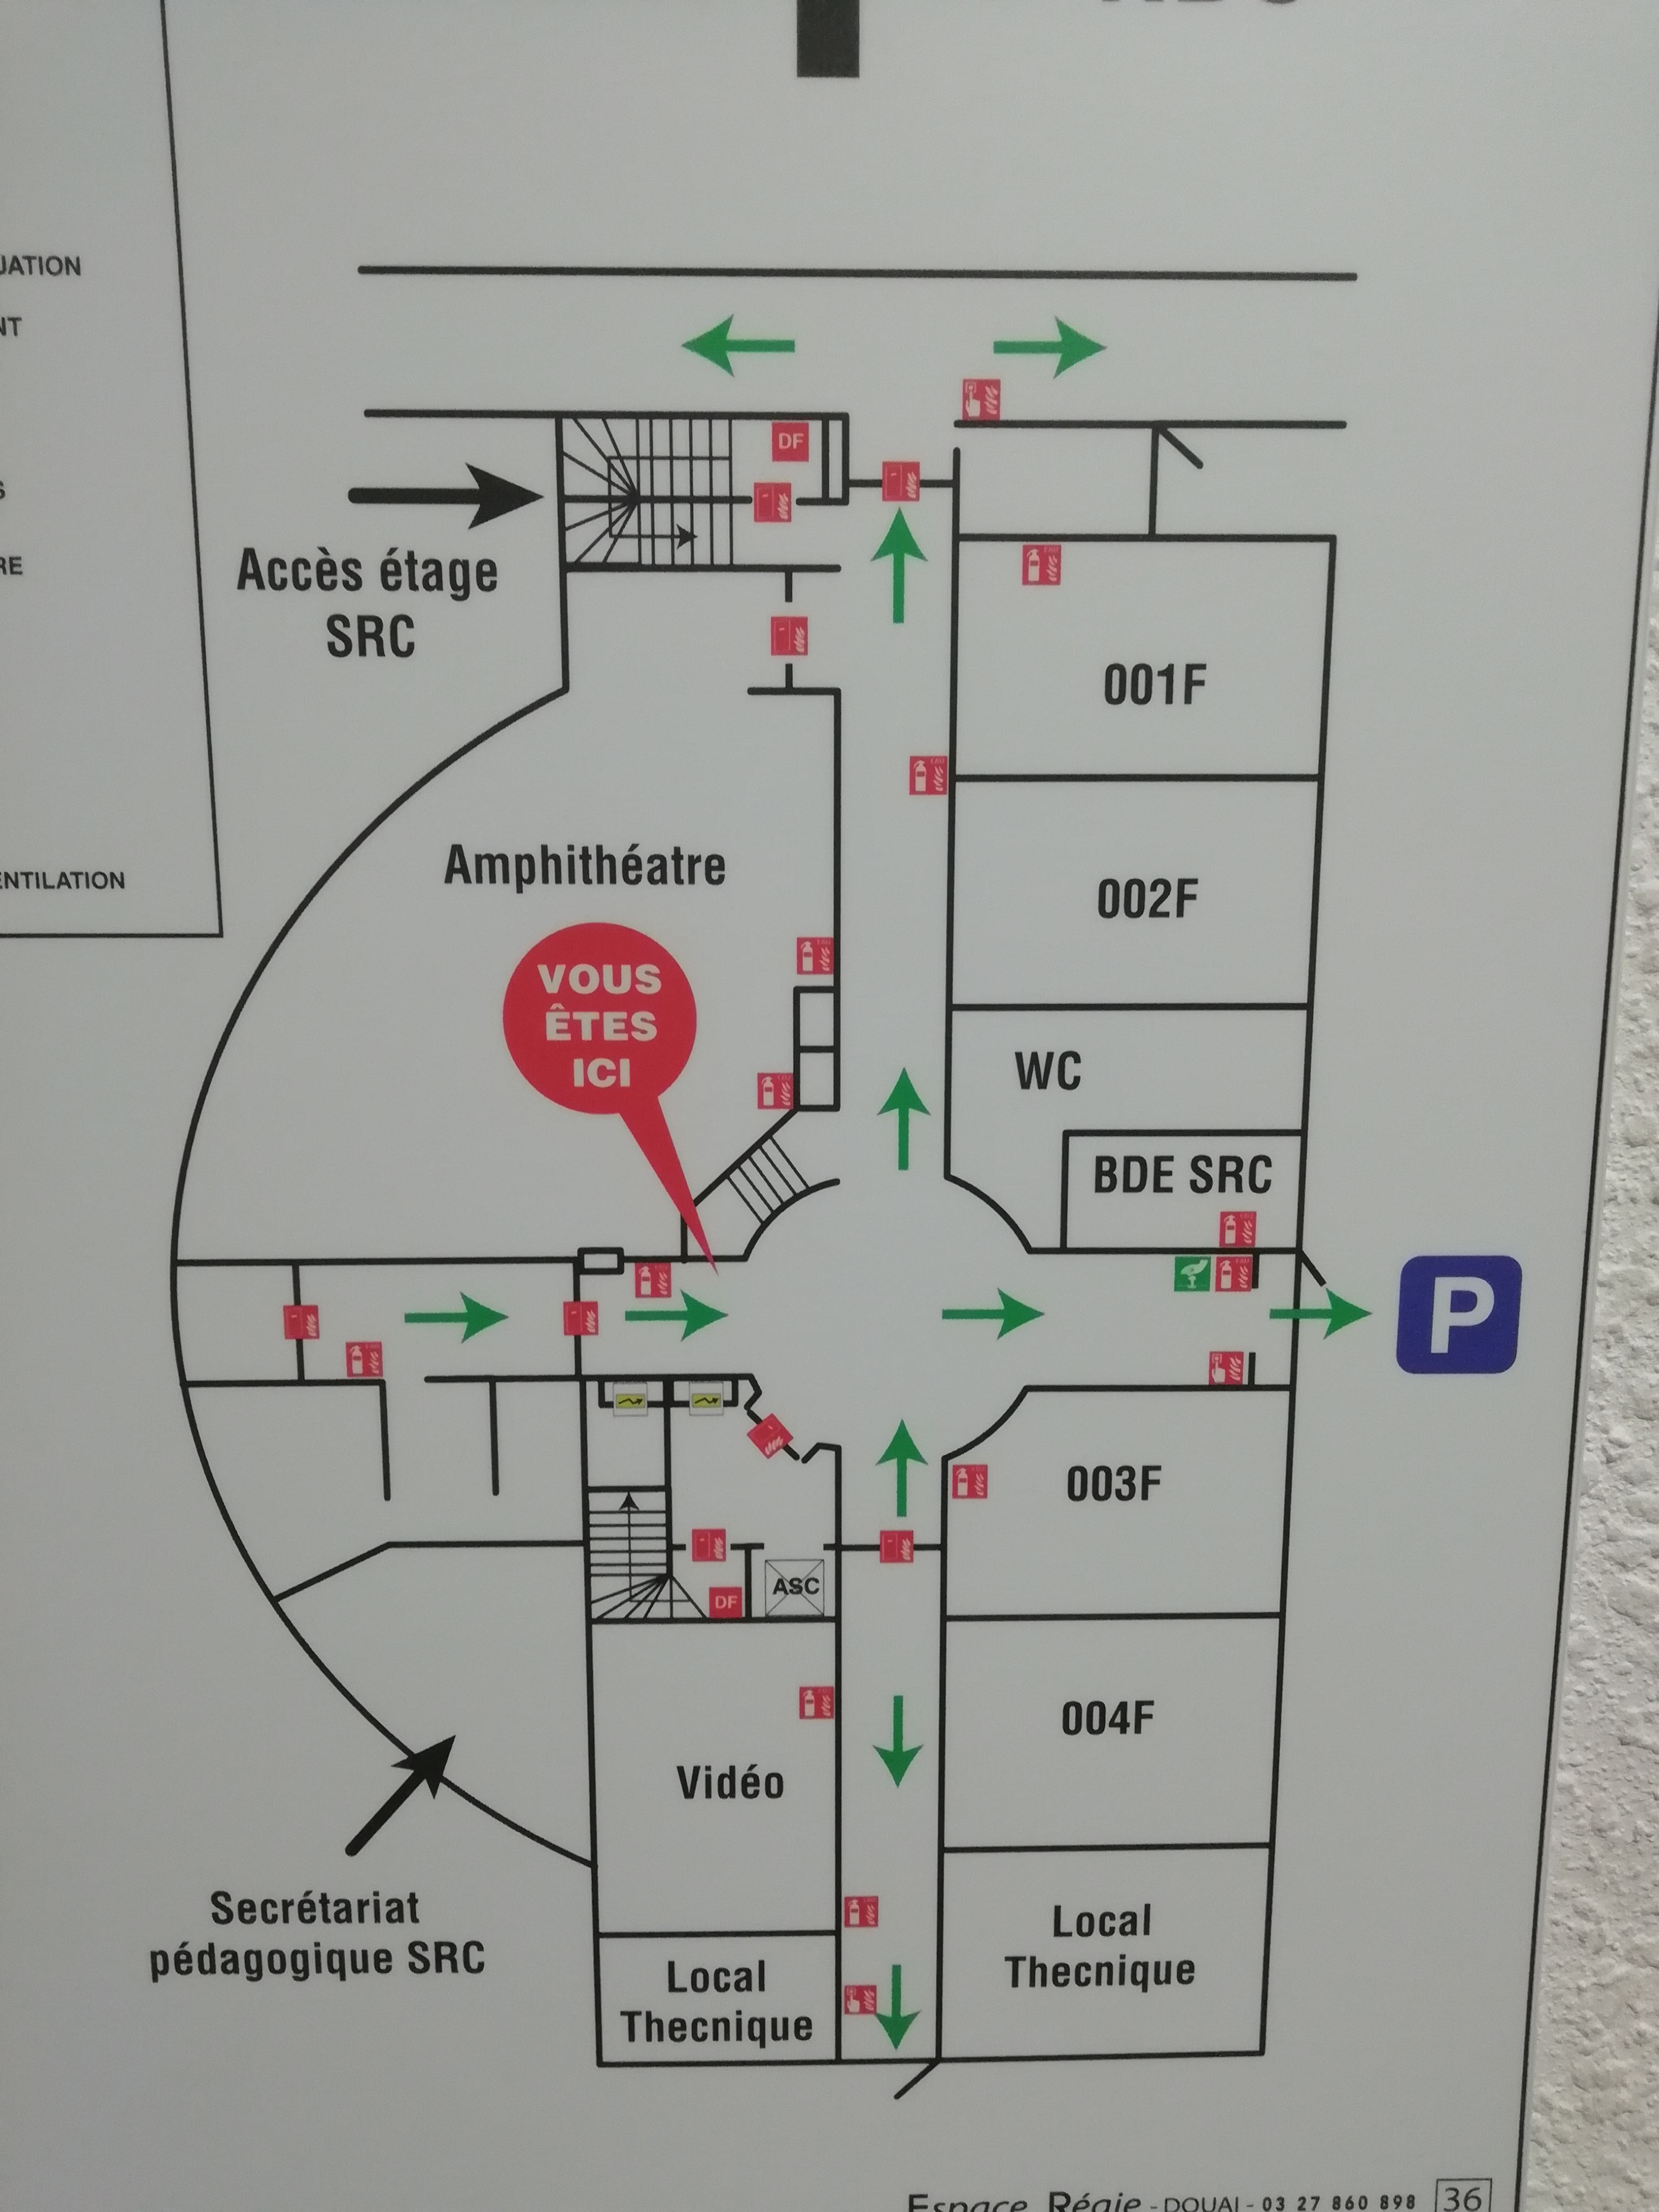 UATION
NT
S
RE
ENTILATION
DF
Accès étage
SRC
001F
Amphithéatre
002F
VOUS
ÊTES
ICI
WC
BDE SRC
P
003F
ASC
DF
004F
Vidéo
Secrétariat
pédagogique SRC
Local
Thecnique
Local
Thecnique
Espace Régie - DOUAI - 03 27 860 898 36